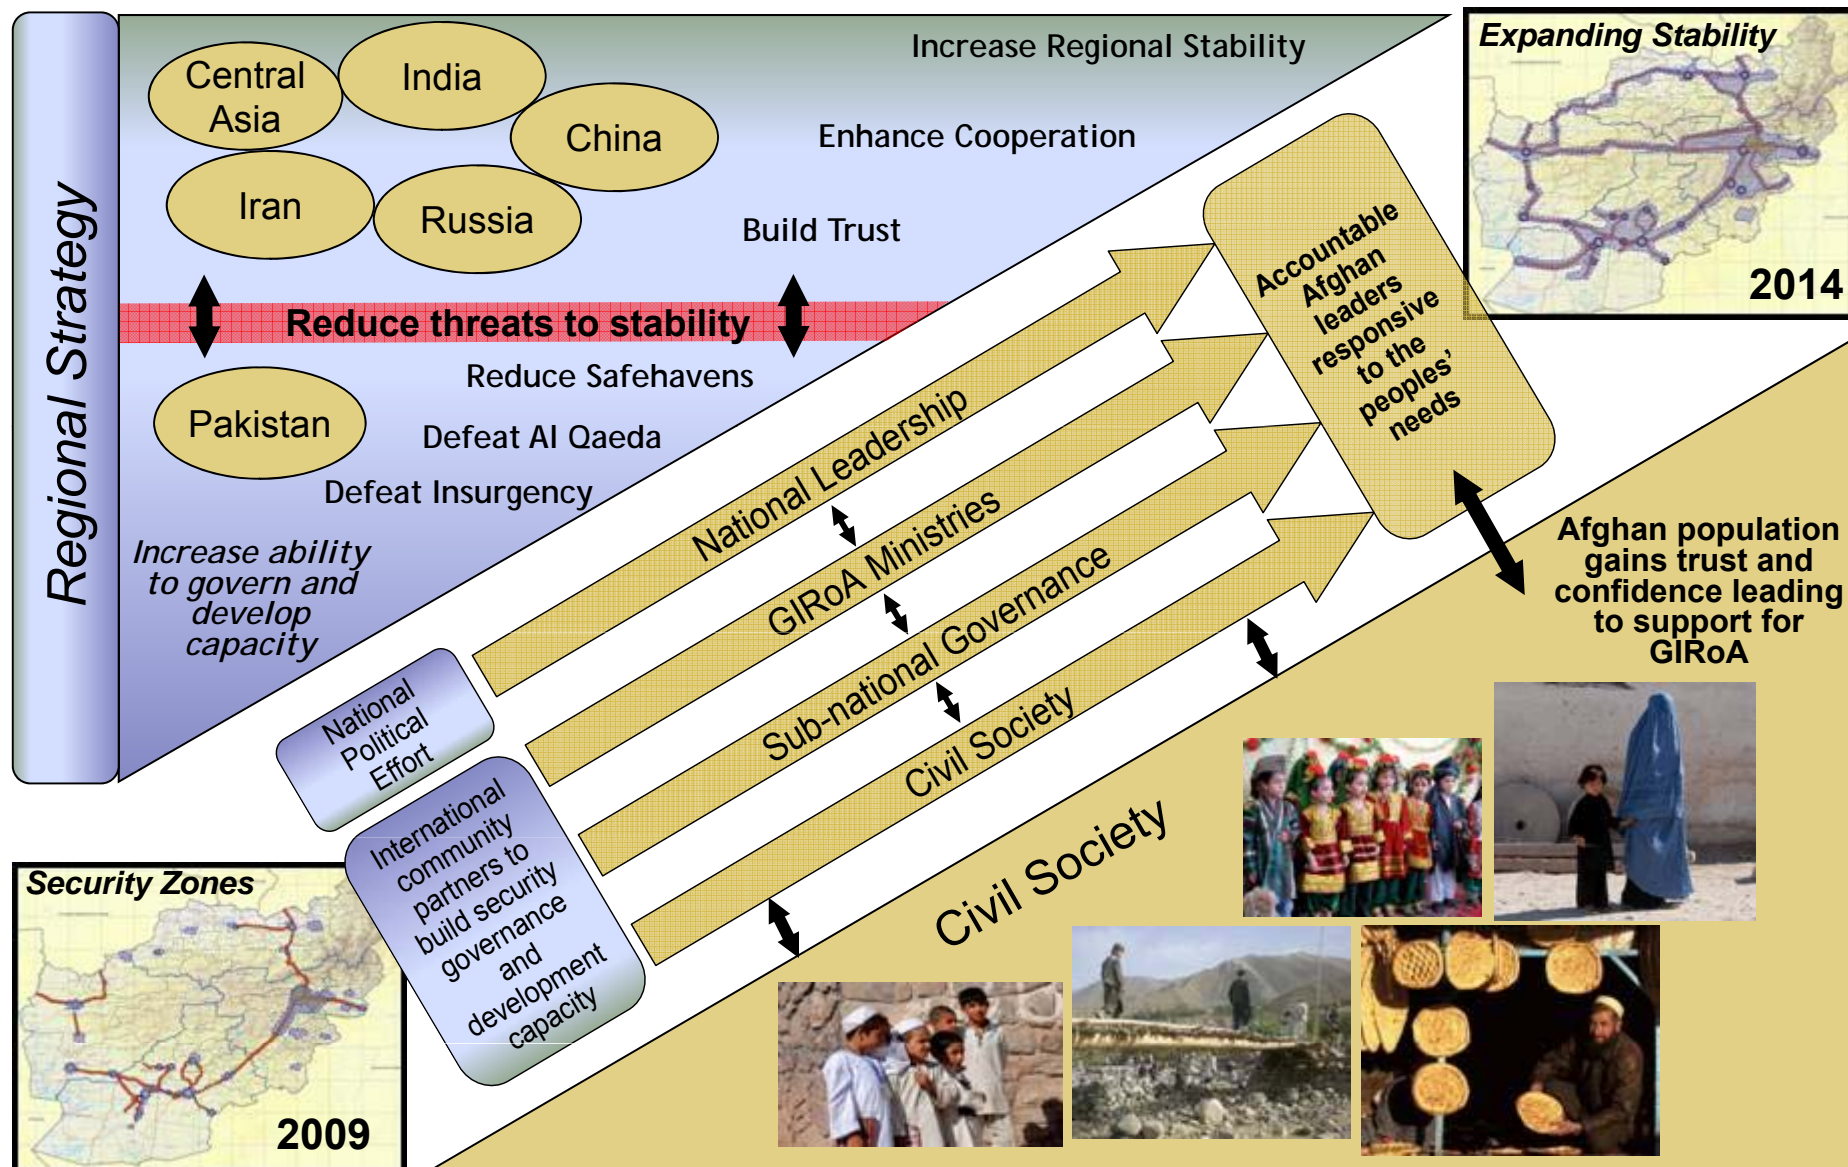 Regional Strategy
Central
Asia
India
China
Iran
Russia
Increase Regional Stability
Enhance Cooperation
Build Trust
Reduce threats to stability
Pakistan
Reduce Safehavens
Defeat Al Qaeda
Defeat Insurgency
Increase ability
to govern and
develop
capacity
Expanding Stability
2014
National
Political
Effort
International
community
partners to
build security
governance
and
development
capacity
National Leadership
GIRoA Ministries
Sub-national Governance
Civil Society
Accountable
Afghan
leaders
responsive
to the
peoples’
needs
Afghan population
gains trust and
confidence leading
to support for
GIRoA
Civil Society
Security Zones
2009